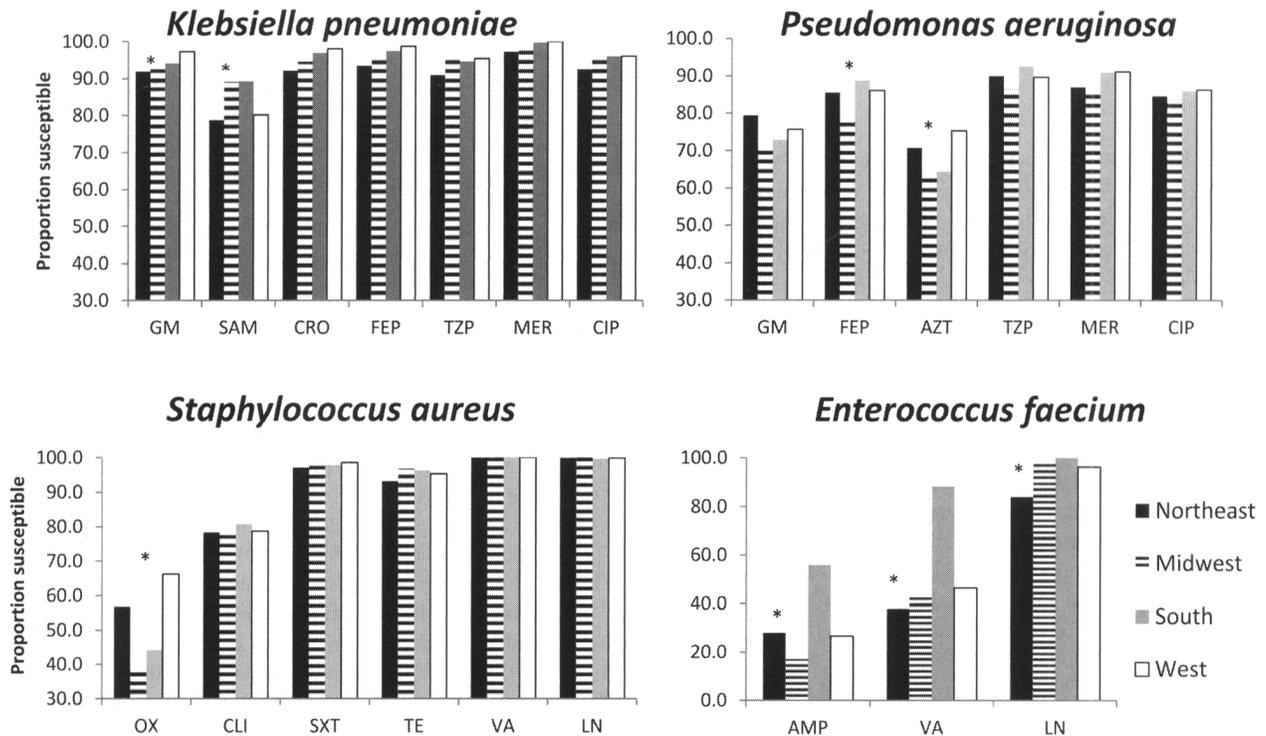 Klebsiella pneumoniae
Proportion susceptible
100.0
90.0
80.0
70.0
60.0
50.0
40.0
30.0
*
*
GM SAM CRO FEP TZP MER CIP
Pseudomonas aeruginosa
100.0
90.0
80.0
70.0
60.0
50.0
40.0
30.0
*
*
GM FEP AZT TZP MER CIP
Staphylococcus aureus
Proportion susceptible
100.0
90.0
80.0
70.0
60.0
50.0
40.0
30.0
*
OX CLI SXT TE VA LN
Enterococcus faecium
100.0
80.0
60.0
40.0
20.0
0.0
*
*
*
AMP VA LN
Northeast
Midwest
South
West